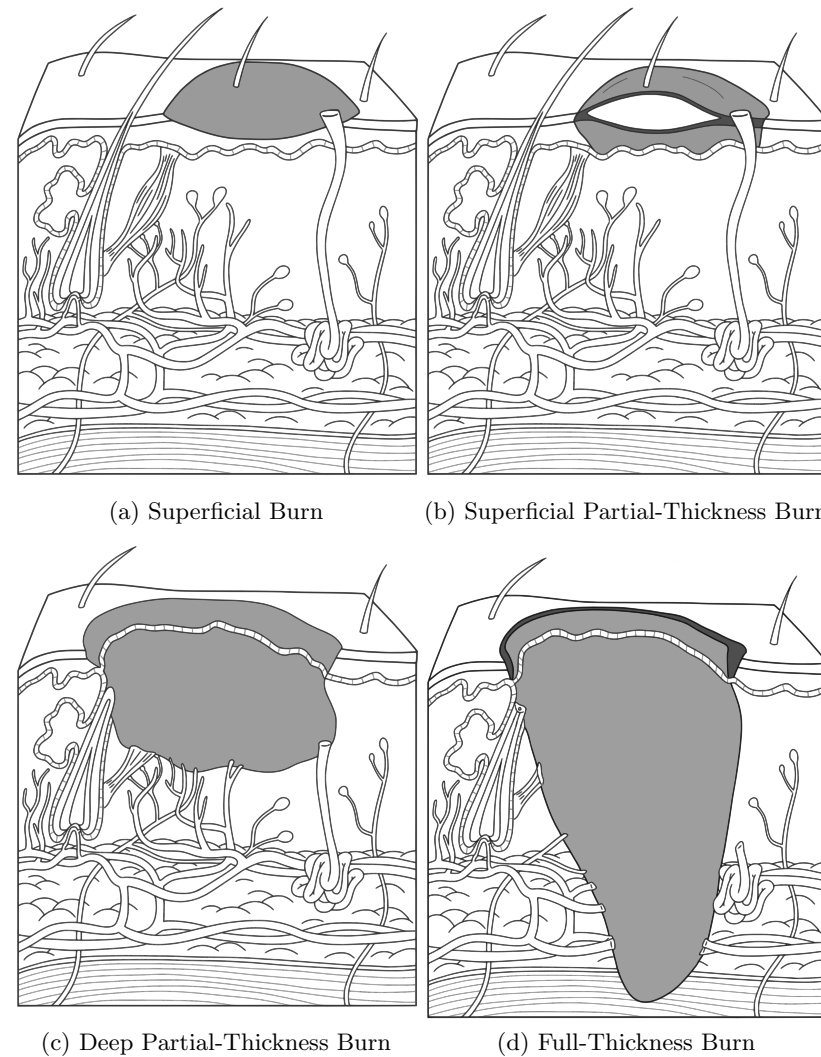 (a) Superficial Burn
(b) Superficial Partial-Thickness Burn
(c) Deep Partial-Thickness Burn
(d) Full-Thickness Burn